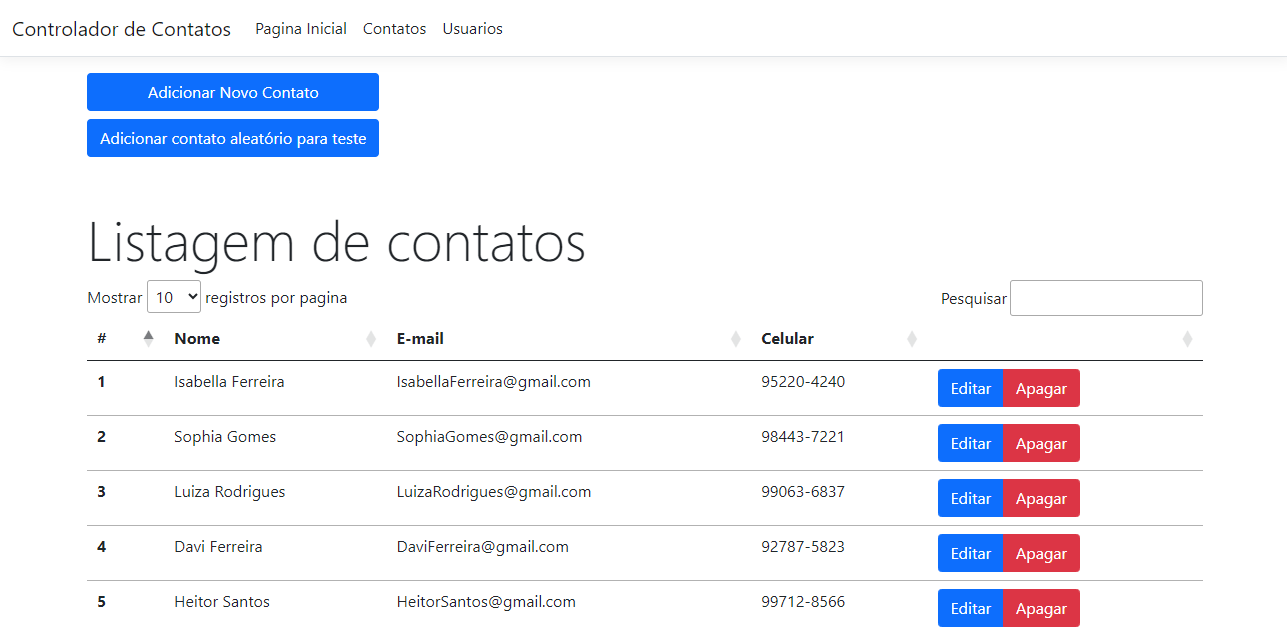 Controlador de Contatos Pagina Inicial Contatos Usuarios
Adicionar Novo Contato
Adicionar contato aleatório para teste
Listagem de contatos
Mostrar 10 registros por pagina Pesquisar
# Nome E-mail Celular
1 Isabella Ferreira IsabellaFerreira@gmail.com 95220-4240 Editar Apagar
2 Sophia Gomes SophiaGomes@gmail.com 98443-7221 Editar Apagar
3 Luiza Rodrigues LuizaRodrigues@gmail.com 99063-6837 Editar Apagar
4 Davi Ferreira DaviFerreira@gmail.com 92787-5823 Editar Apagar
5 Heitor Santos HeitorSantos@gmail.com 99712-8566 Editar Apagar